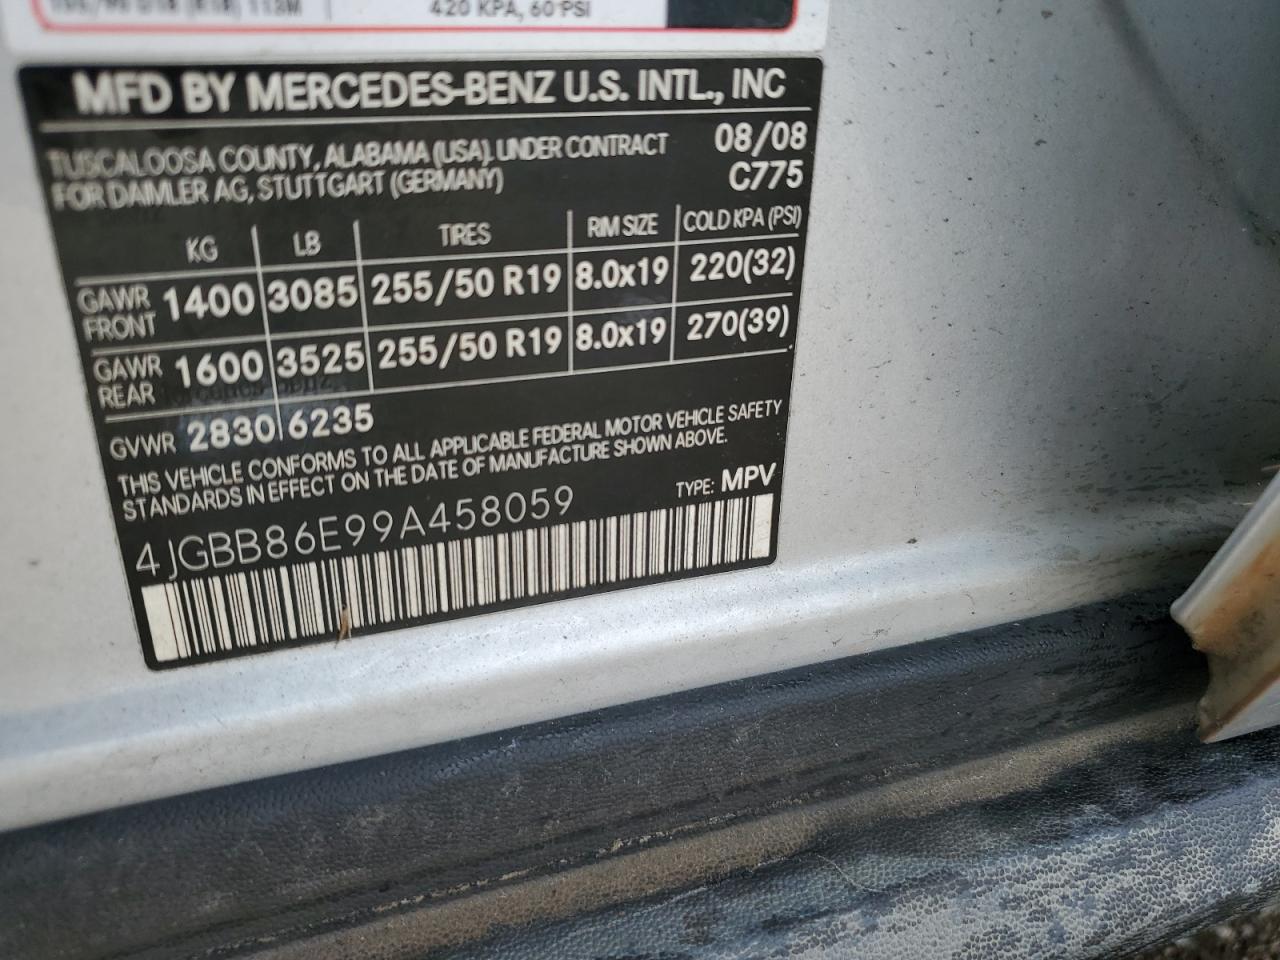 420 KPA, 60 PSI
MFD BY MERCEDES-BENZ U.S. INTL., INC
TUSCALOOSA COUNTY, ALABAMA (USA) UNDER CONTRACT 08/08
FOR DAIMLER AG, STUTTGART (GERMANY) C775
KG LB TIRES RIM SIZE COLD KPA (PSI)
GAWR FRONT 1400 3085 255/50 R19 8.0x19 220(32)
GAWR REAR 1600 3525 255/50 R19 8.0x19 270(39)
GVWR 2830 6235
THIS VEHICLE CONFORMS TO ALL APPLICABLE FEDERAL MOTOR VEHICLE SAFETY
STANDARDS IN EFFECT ON THE DATE OF MANUFACTURE SHOWN ABOVE.
4JGBB86E99A458059 TYPE: MPV